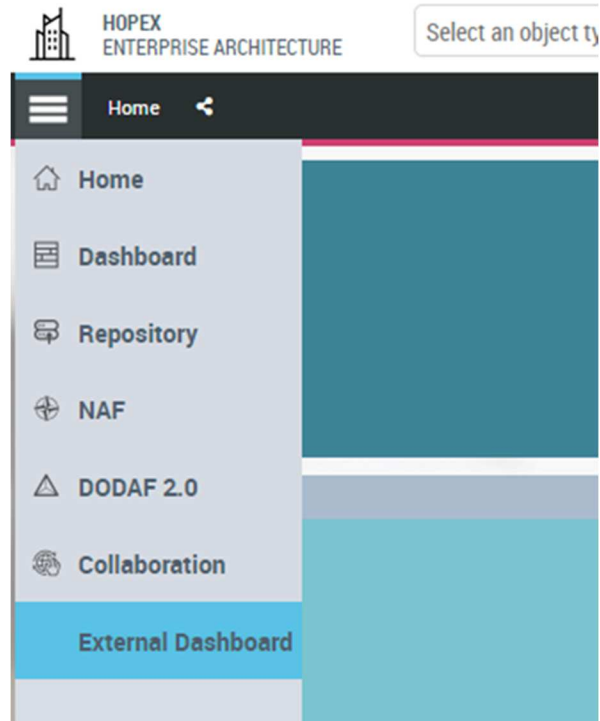 HOPEX
ENTERPRISE ARCHITECTURE
Select an object ty
Home
Home
Dashboard
Repository
NAF
DODAF 2.0
Collaboration
External Dashboard